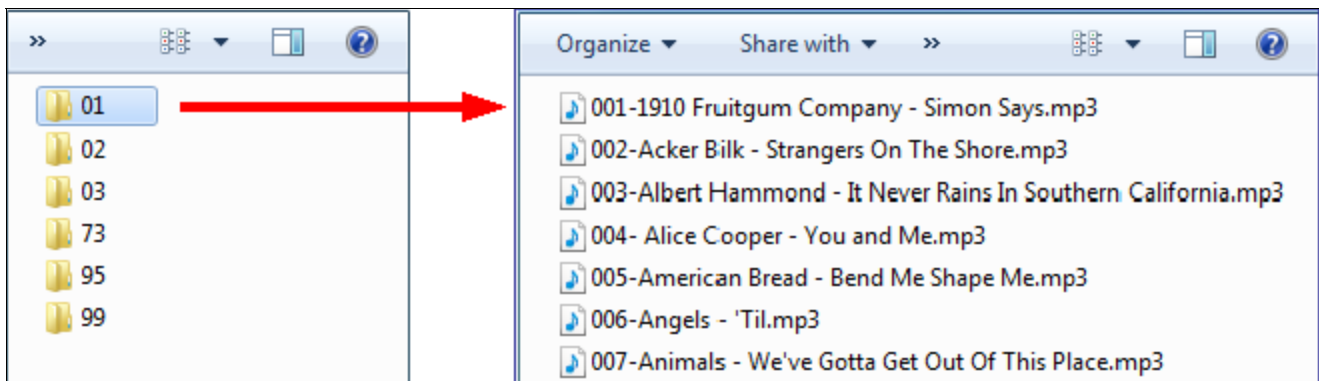 »
01
02
03
73
95
99
Organize Share with »
001-1910 Fruitgum Company - Simon Says.mp3
002-Acker Bilk - Strangers On The Shore.mp3
003-Albert Hammond - It Never Rains In Southern California.mp3
004- Alice Cooper - You and Me.mp3
005-American Bread - Bend Me Shape Me.mp3
006-Angels - 'Til.mp3
007-Animals - We've Gotta Get Out Of This Place.mp3